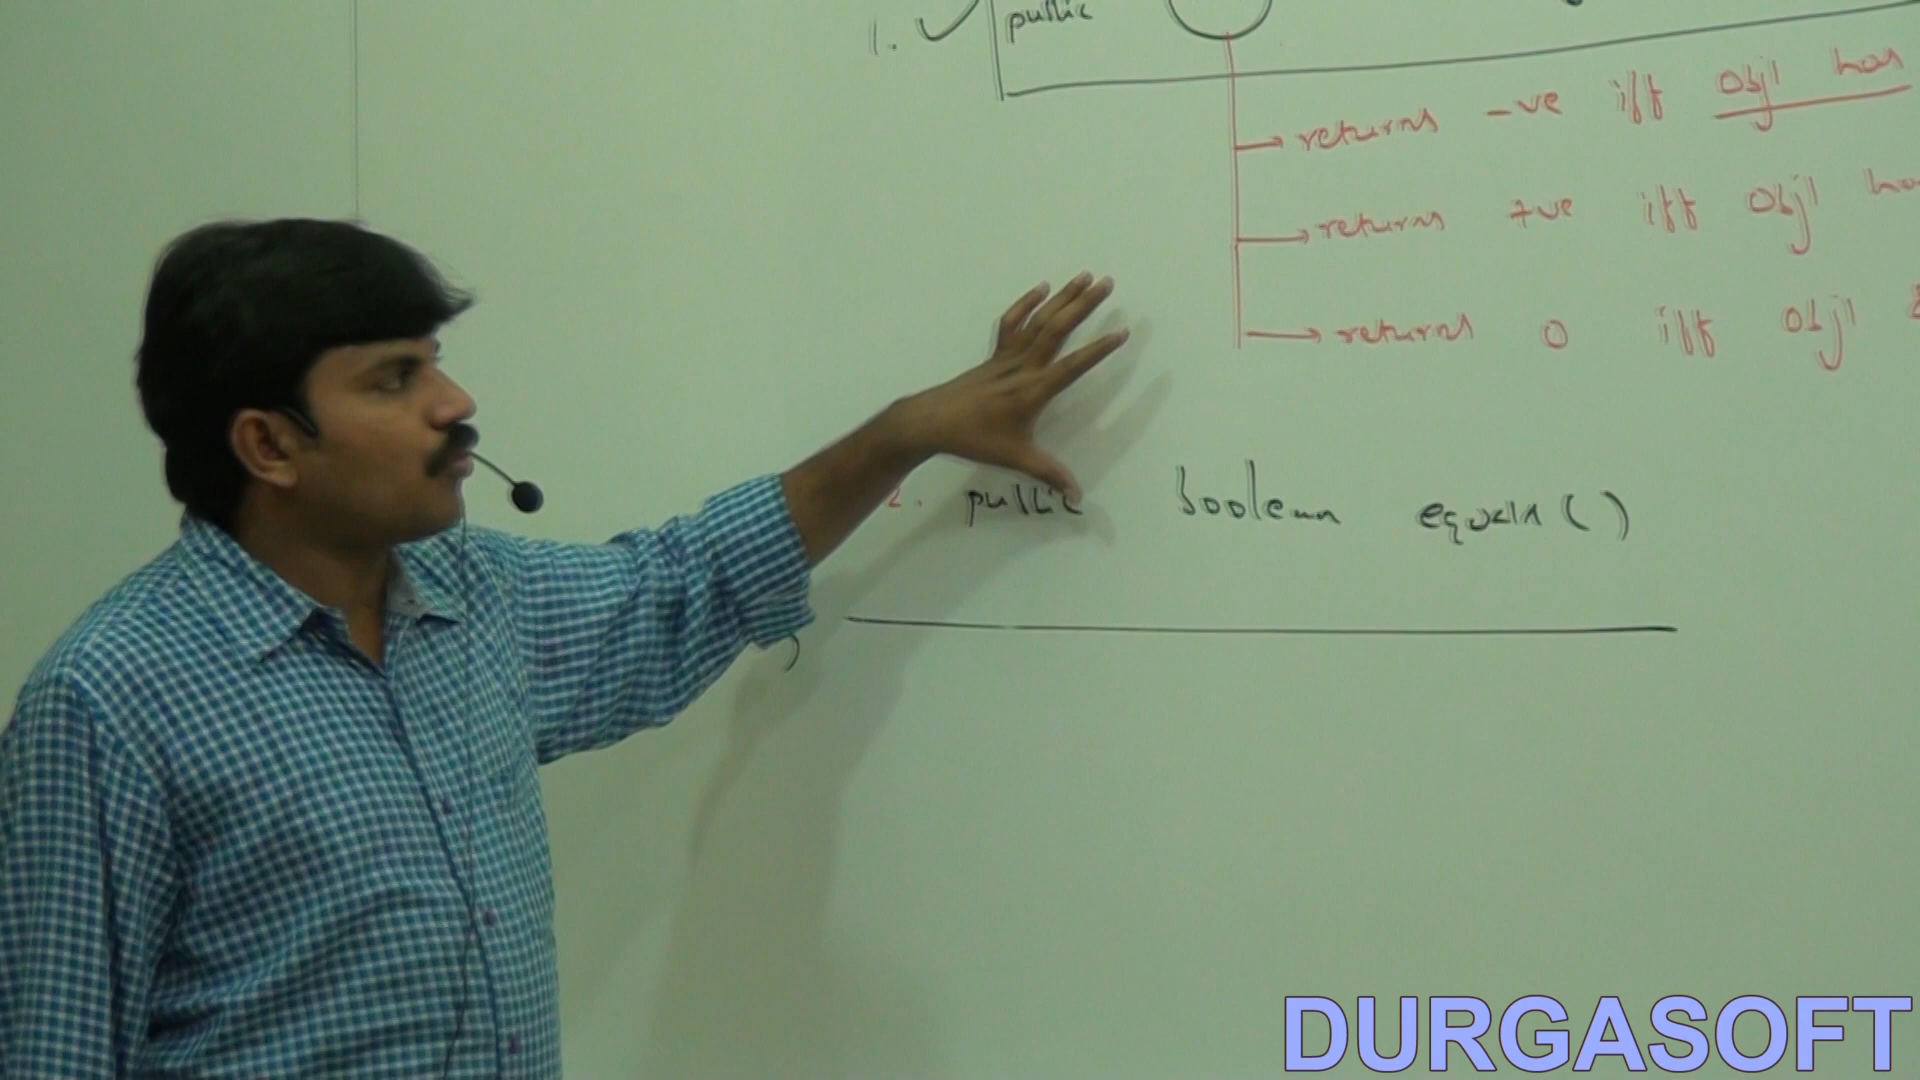 1. public
returns -ve iff obj1 has
returns +ve iff obj1 has
returns 0 iff obj1 &
2. public boolean equals()
DURGASOFT